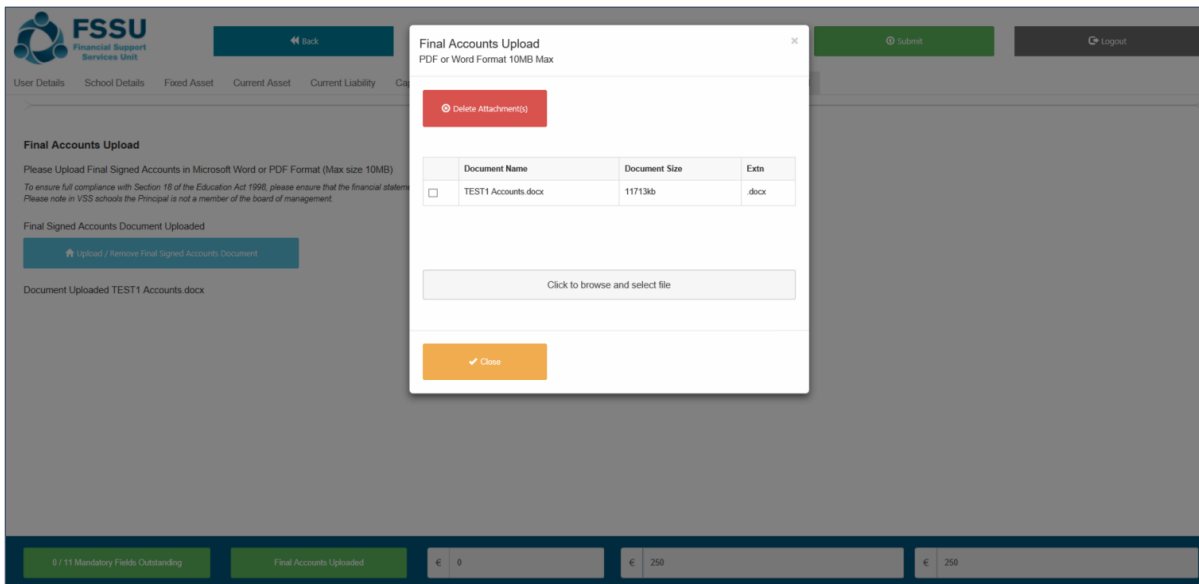 FSSU
Financial Support
Services Unit
Back
Submit
Logout
User Details School Details Fixed Asset Current Asset Current Liability
Final Accounts Upload
Please Upload Final Signed Accounts in Microsoft Word or PDF Format (Max size 10MB)
To ensure full compliance with Section 18 of the Education Act 1998, please ensure that the financial
Please note in VSS schools the Principal is not a member of the board of management.
Final Signed Accounts Document Uploaded
Upload / Remove Final Signed Accounts Document
Document Uploaded TEST1 Accounts.docx
Final Accounts Upload ×
PDF or Word Format 10MB Max
Delete Attachment(s)
Document Name Document Size Extn
TEST1 Accounts.docx 11713kb .docx
Click to browse and select file
Close
0 / 11 Mandatory Fields Outstanding Final Accounts Uploaded € 0 € 250 € 250